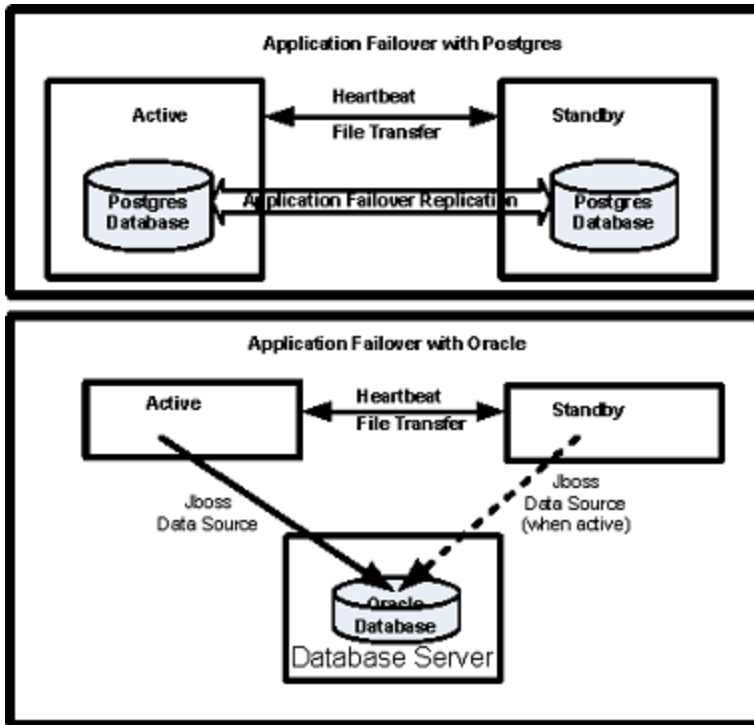 Application Failover with Postgres
Active
Heartbeat
File Transfer
Standby
Postgres
Database
Application Failover Replication
Postgres
Database
Application Failover with Oracle
Active
Heartbeat
File Transfer
Standby
Jboss
Data Source
Jboss
Data Source
(when active)
Oracle
Database
Database Server